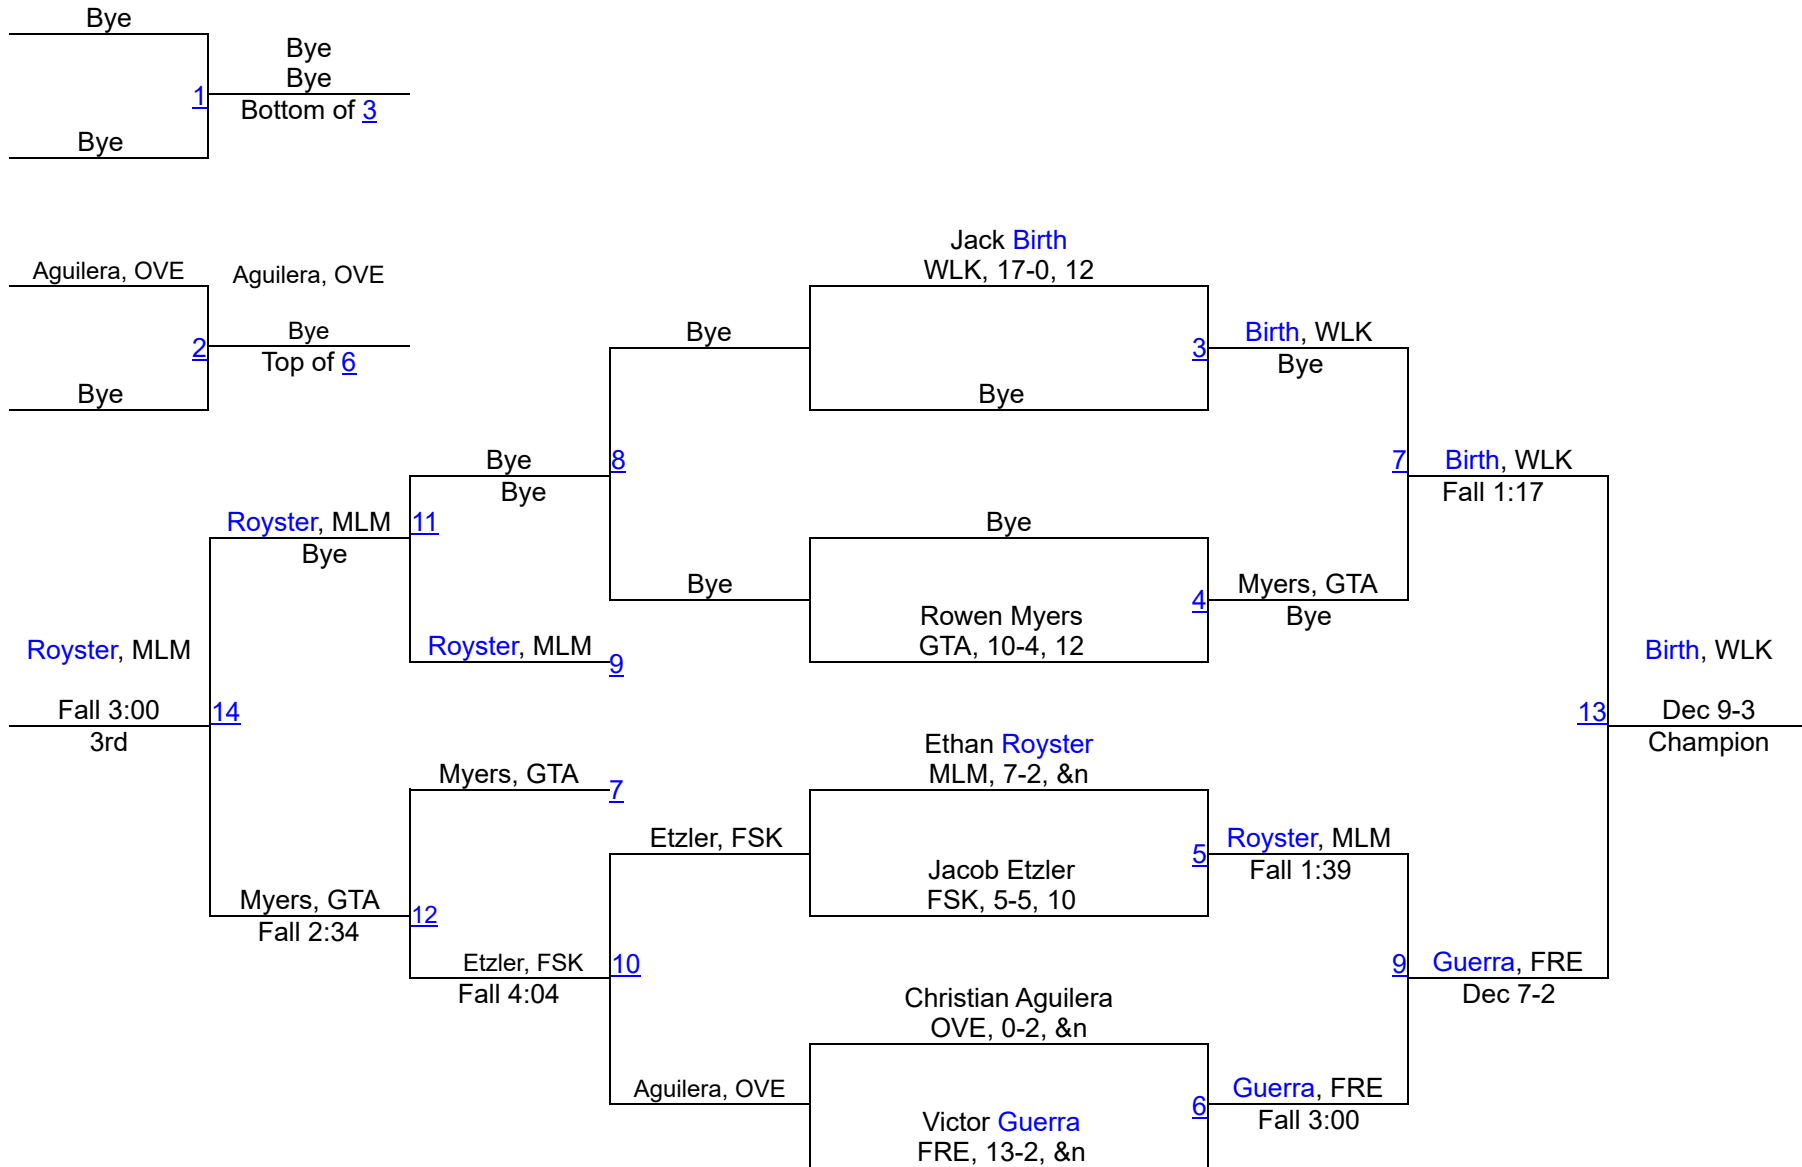 Bye
Bye
Bye
1
Bottom of 3
Bye
Aguilera, OVE
Aguilera, OVE
Bye
2
Top of 6
Bye
Jack Birth
WLK, 17-0, 12
Bye
3
Birth, WLK
Bye
Bye
Bye
8
Bye
7
Birth, WLK
Fall 1:17
Royster, MLM
11
Bye
Bye
Bye
4
Myers, GTA
Bye
Rowen Myers
GTA, 10-4, 12
Royster, MLM
9
Royster, MLM
Birth, WLK
Fall 3:00
14
3rd
13
Dec 9-3
Champion
Ethan Royster
MLM, 7-2, &n
Myers, GTA
7
Etzler, FSK
5
Royster, MLM
Fall 1:39
Jacob Etzler
FSK, 5-5, 10
Myers, GTA
12
Fall 2:34
Etzler, FSK
10
Fall 4:04
9
Guerra, FRE
Dec 7-2
Christian Aguilera
OVE, 0-2, &n
Aguilera, OVE
6
Guerra, FRE
Fall 3:00
Victor Guerra
FRE, 13-2, &n